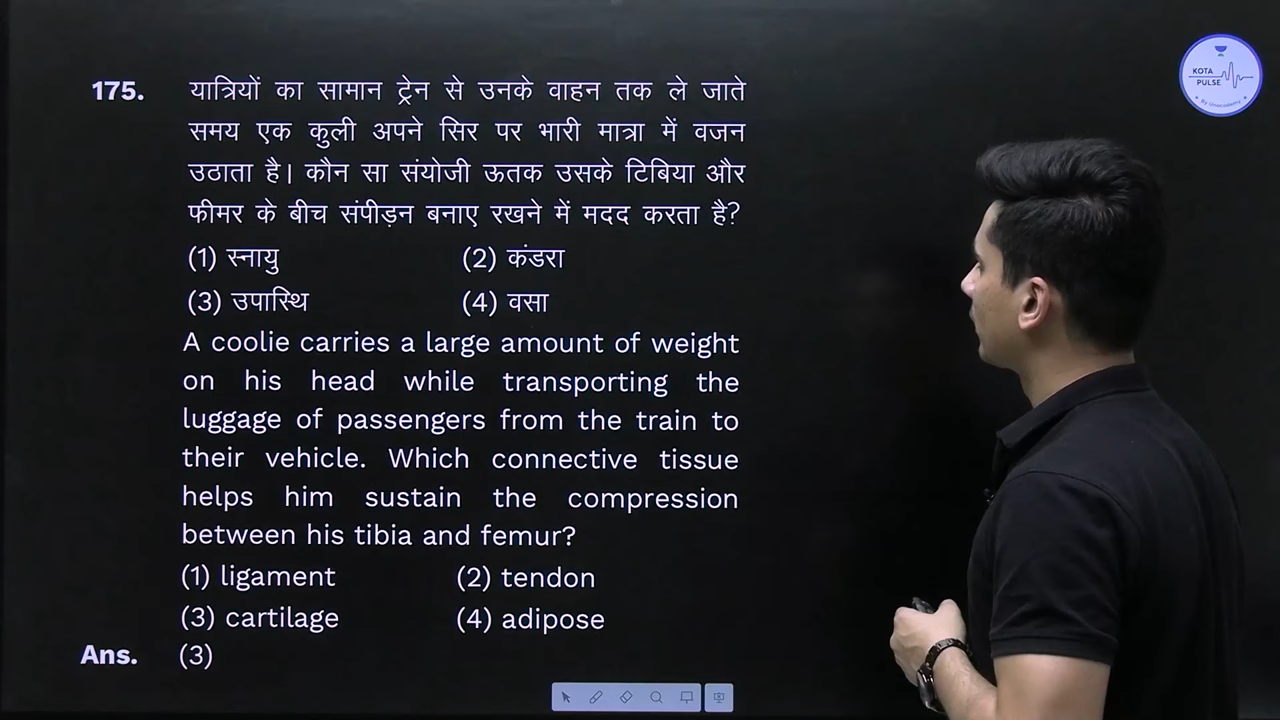 175. यात्रियों का सामान ट्रेन से उनके वाहन तक ले जाते
समय एक कुली अपने सिर पर भारी मात्रा में वजन
उठाता है। कौन सा संयोजी ऊतक उसके टिबिया और
फीमर के बीच संपीड़न बनाए रखने में मदद करता है?
(1) स्नायु (2) कंडरा
(3) उपास्थि (4) वसा
A coolie carries a large amount of weight
on his head while transporting the
luggage of passengers from the train to
their vehicle. Which connective tissue
helps him sustain the compression
between his tibia and femur?
(1) ligament (2) tendon
(3) cartilage (4) adipose
Ans. (3)
KOTA
PULSE
By Unacademy